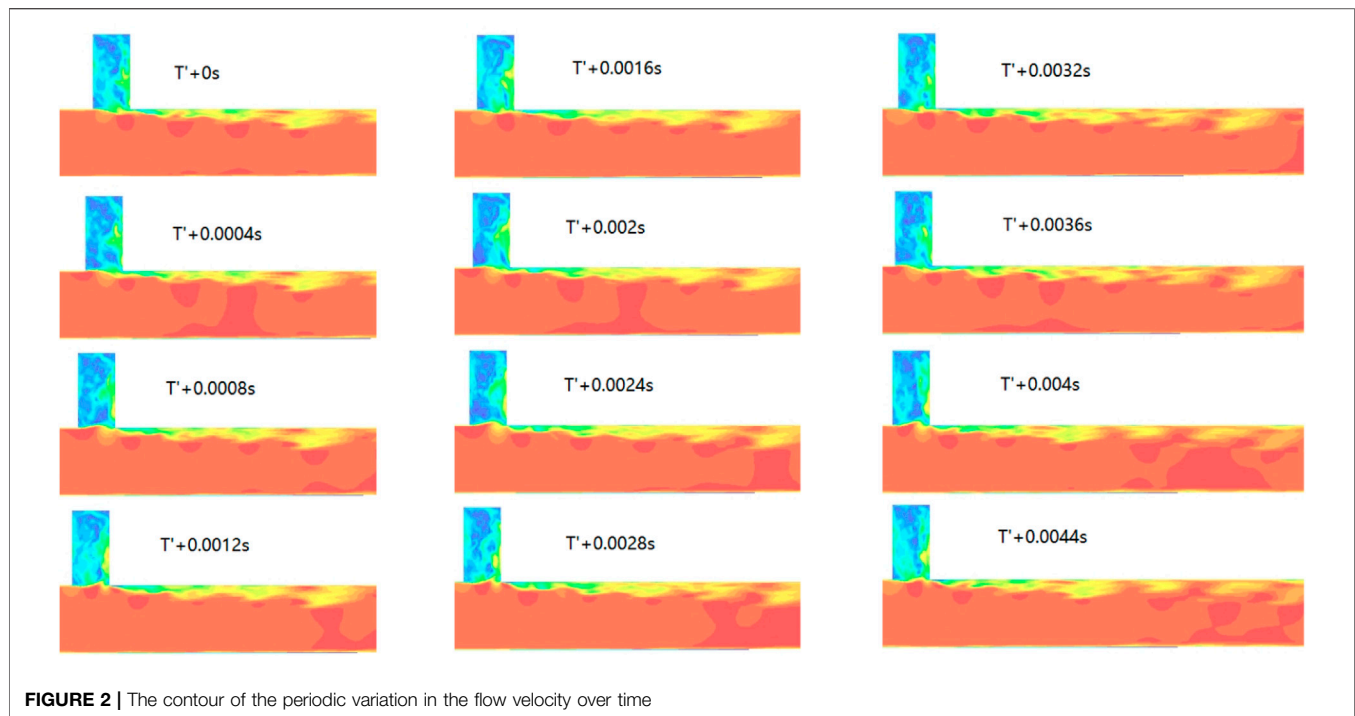 T'+0s
T'+0.0016s
T'+0.0032s
T'+0.0004s
T'+0.002s
T'+0.0036s
T'+0.0008s
T'+0.0024s
T'+0.004s
T'+0.0012s
T'+0.0028s
T'+0.0044s
FIGURE 2 | The contour of the periodic variation in the flow velocity over time